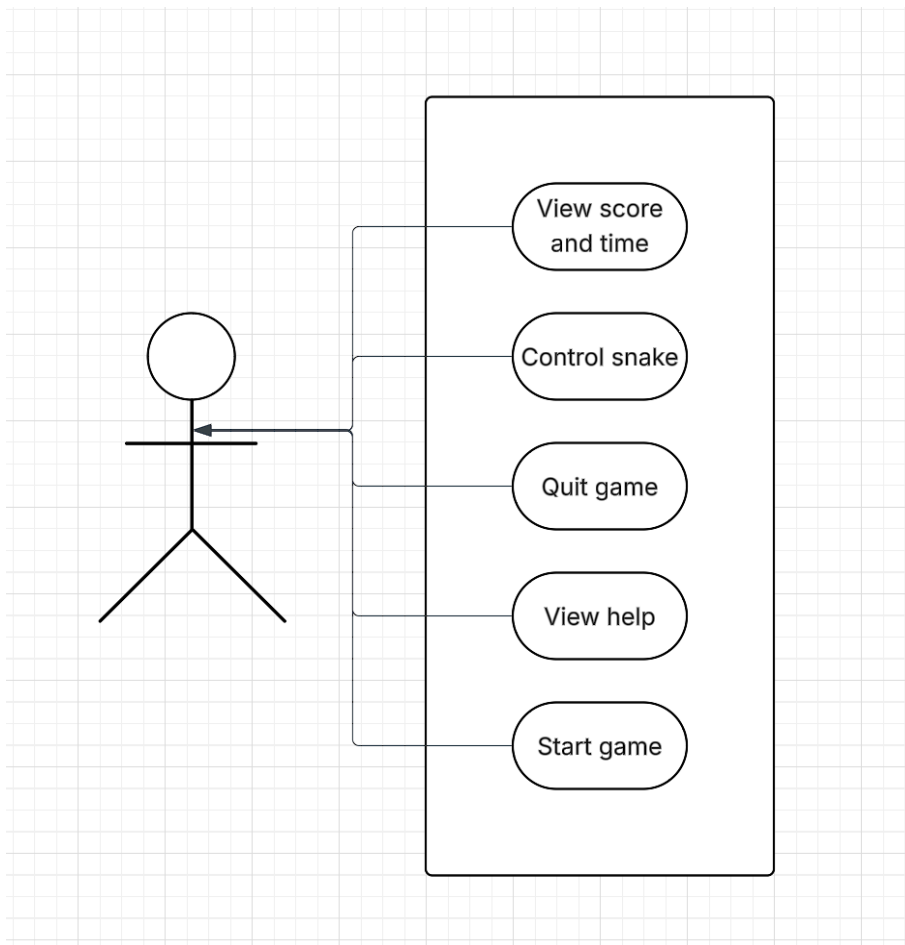 View score
and time
Control snake
Quit game
View help
Start game